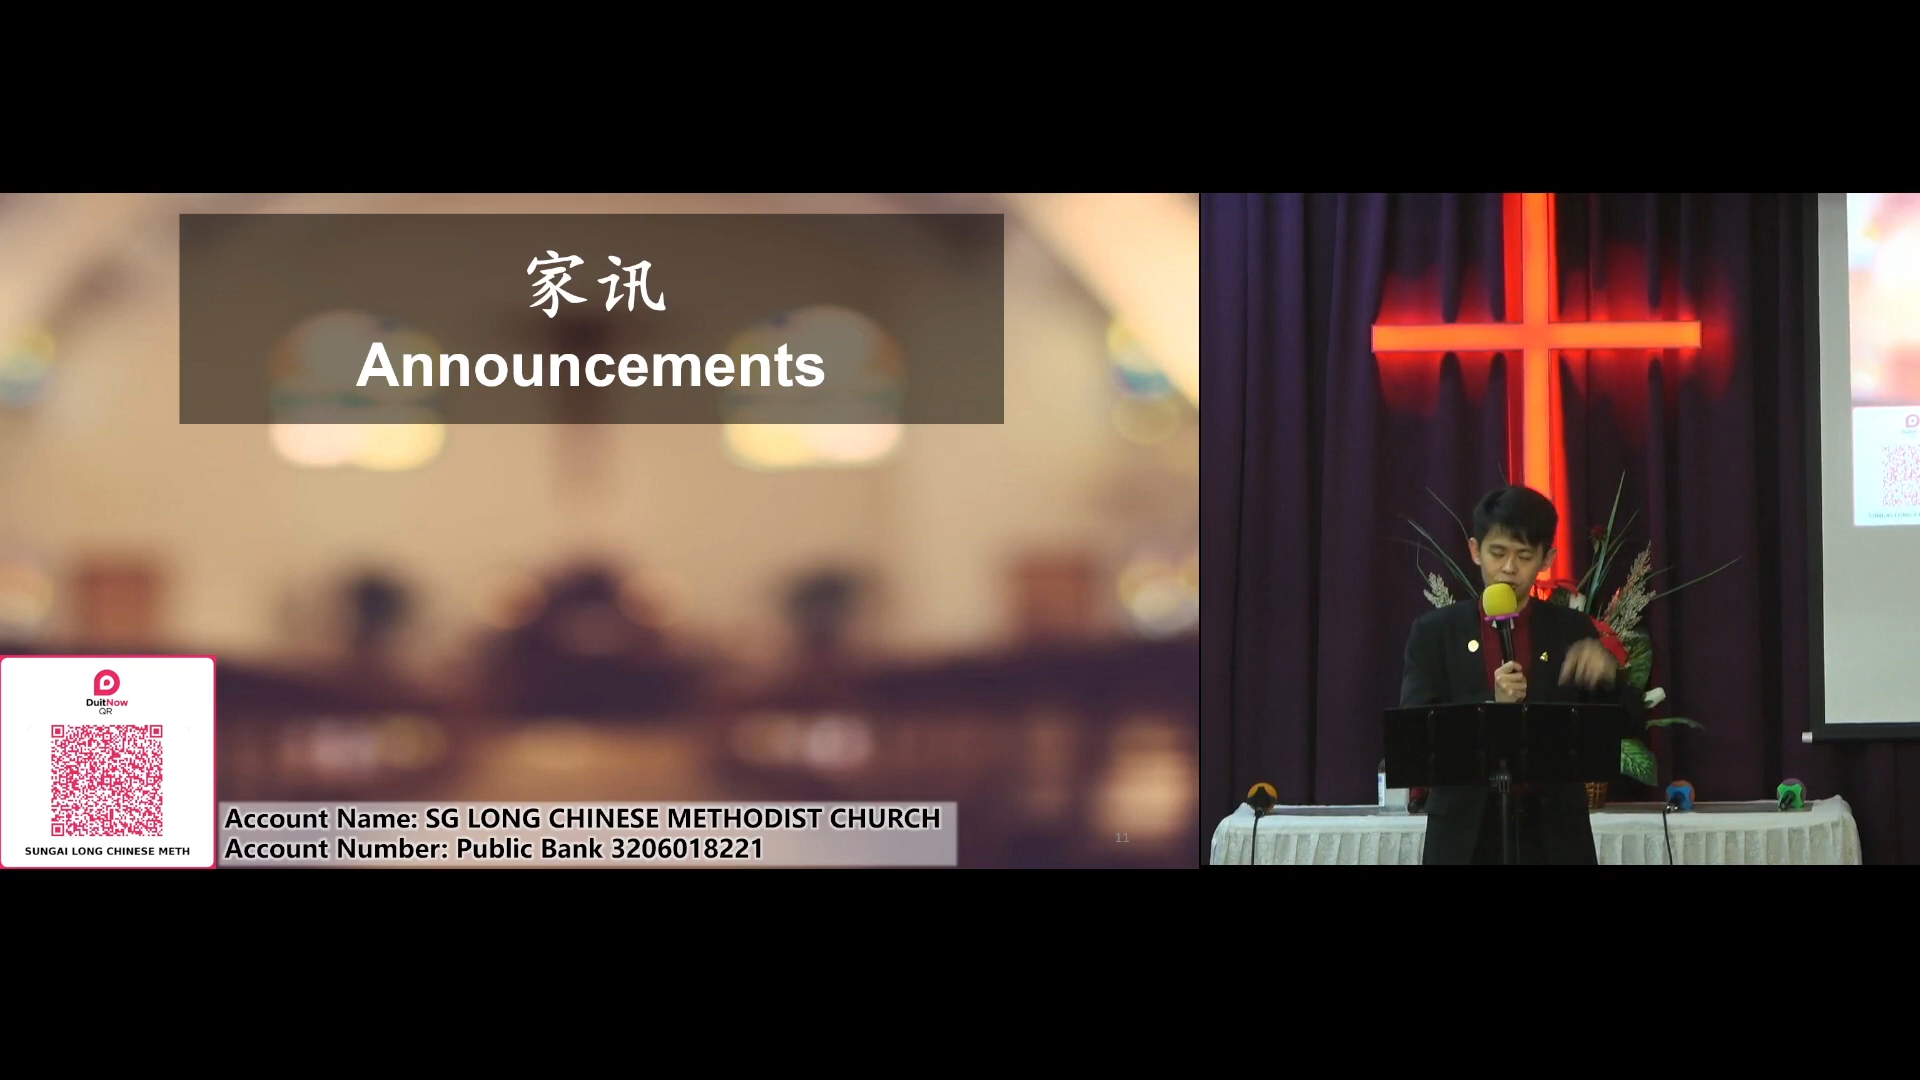 家讯
Announcements
DuitNow
QR
SUNGAI LONG CHINESE METH
Account Name: SG LONG CHINESE METHODIST CHURCH
Account Number: Public Bank 3206018221
11